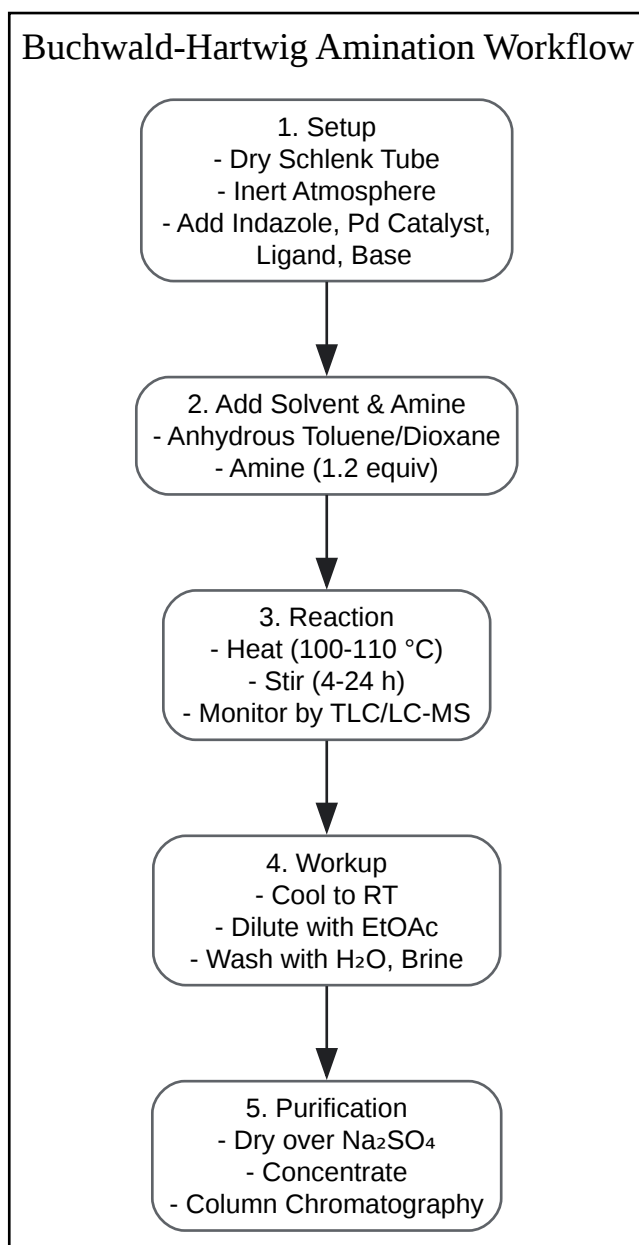 Buchwald-Hartwig Amination Workflow
1. Setup
- Dry Schlenk Tube
- Inert Atmosphere
- Add Indazole, Pd Catalyst,
Ligand, Base
2. Add Solvent & Amine
- Anhydrous Toluene/Dioxane
- Amine (1.2 equiv)
3. Reaction
- Heat (100-110 °C)
- Stir (4-24 h)
- Monitor by TLC/LC-MS
4. Workup
- Cool to RT
- Dilute with EtOAc
- Wash with H₂O, Brine
5. Purification
- Dry over Na₂SO₄
- Concentrate
- Column Chromatography